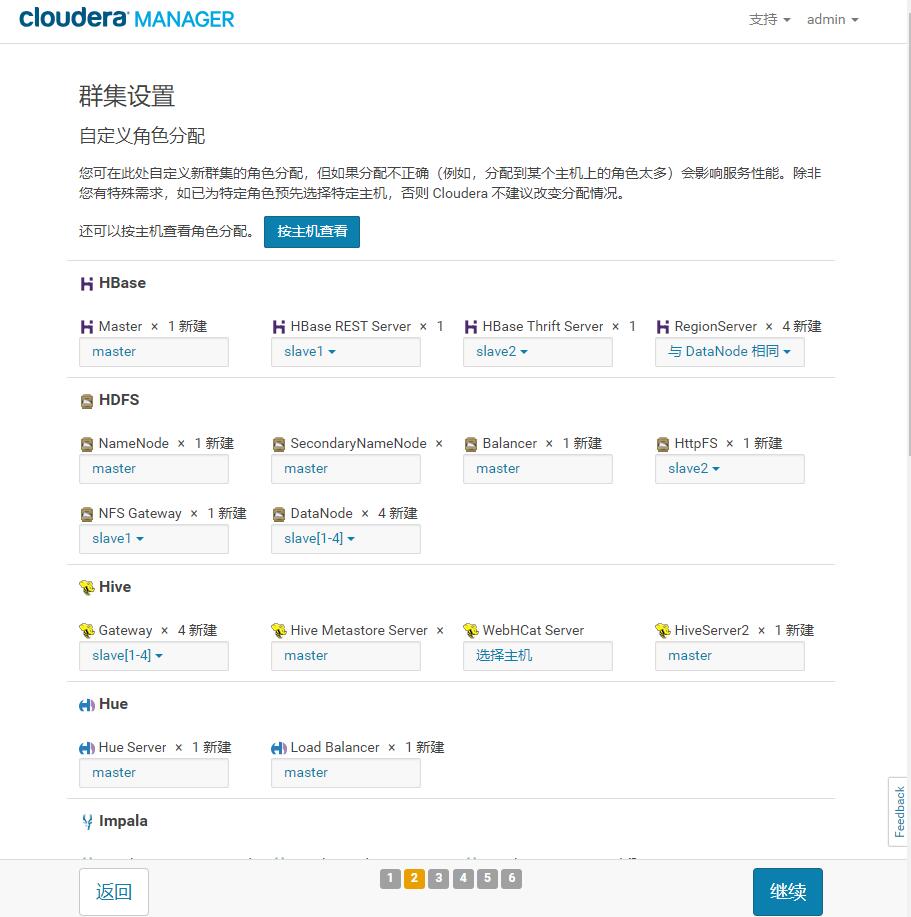 cloudera MANAGER
支持 admin
群集设置
自定义角色分配
您可在此处自定义新群集的角色分配，但如果分配不正确（例如，分配到某个主机上的角色太多）会影响服务性能。除非
您有特殊需求，如已为特定角色预先选择特定主机，否则 Cloudera 不建议改变分配情况。
还可以按主机查看角色分配。 按主机查看
HBase
Master × 1 新建 HBase REST Server × 1 HBase Thrift Server × 1 RegionServer × 4 新建
master slave1 slave2 与 DataNode 相同
HDFS
NameNode × 1 新建 SecondaryNameNode × Balancer × 1 新建 HttpFS × 1 新建
master master master slave2
NFS Gateway × 1 新建 DataNode × 4 新建
slave1 slave[1-4]
Hive
Gateway × 4 新建 Hive Metastore Server × WebHCat Server HiveServer2 × 1 新建
slave[1-4] master 选择主机 master
Hue
Hue Server × 1 新建 Load Balancer × 1 新建
master master
Feedback
Impala
返回 1 2 3 4 5 6 继续